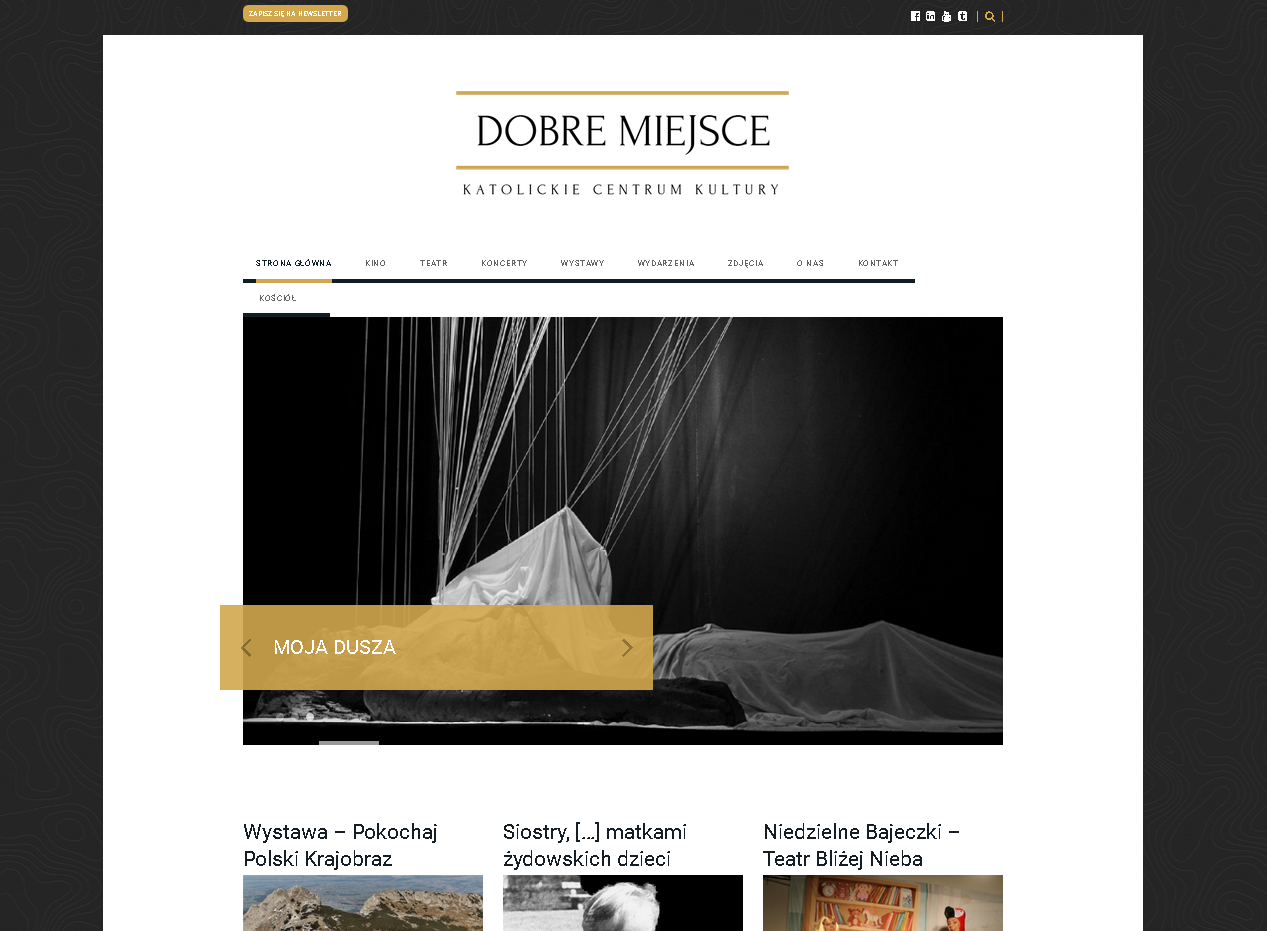 ZAPISZ SIĘ NA NEWSLETTER
DOBRE MIEJSCE
KATOLICKIE CENTRUM KULTURY
STRONA GŁÓWNA KINO TEATR KONCERTY WYSTAWY WYDARZENIA ZDJĘCIA O NAS KONTAKT
KOŚCIÓŁ
MOJA DUSZA
Wystawa – Pokochaj
Polski Krajobraz
Siostry, [...] matkami
żydowskich dzieci
Niedzielne Bajeczki –
Teatr Bliżej Nieba